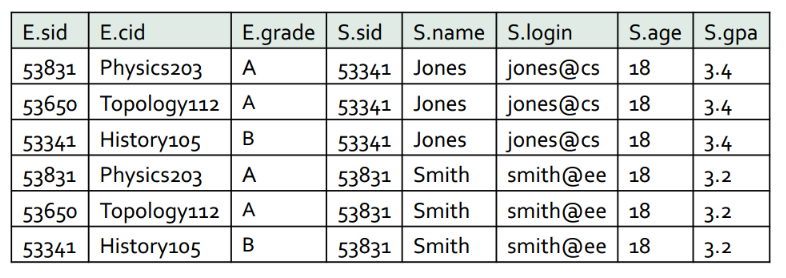 E.sid E.cid E.grade S.sid S.name S.login S.age S.gpa
53831 Physics203 A 53341 Jones jones@cs 18 3.4
53650 Topology112 A 53341 Jones jones@cs 18 3.4
53341 History105 B 53341 Jones jones@cs 18 3.4
53831 Physics203 A 53831 Smith smith@ee 18 3.2
53650 Topology112 A 53831 Smith smith@ee 18 3.2
53341 History105 B 53831 Smith smith@ee 18 3.2